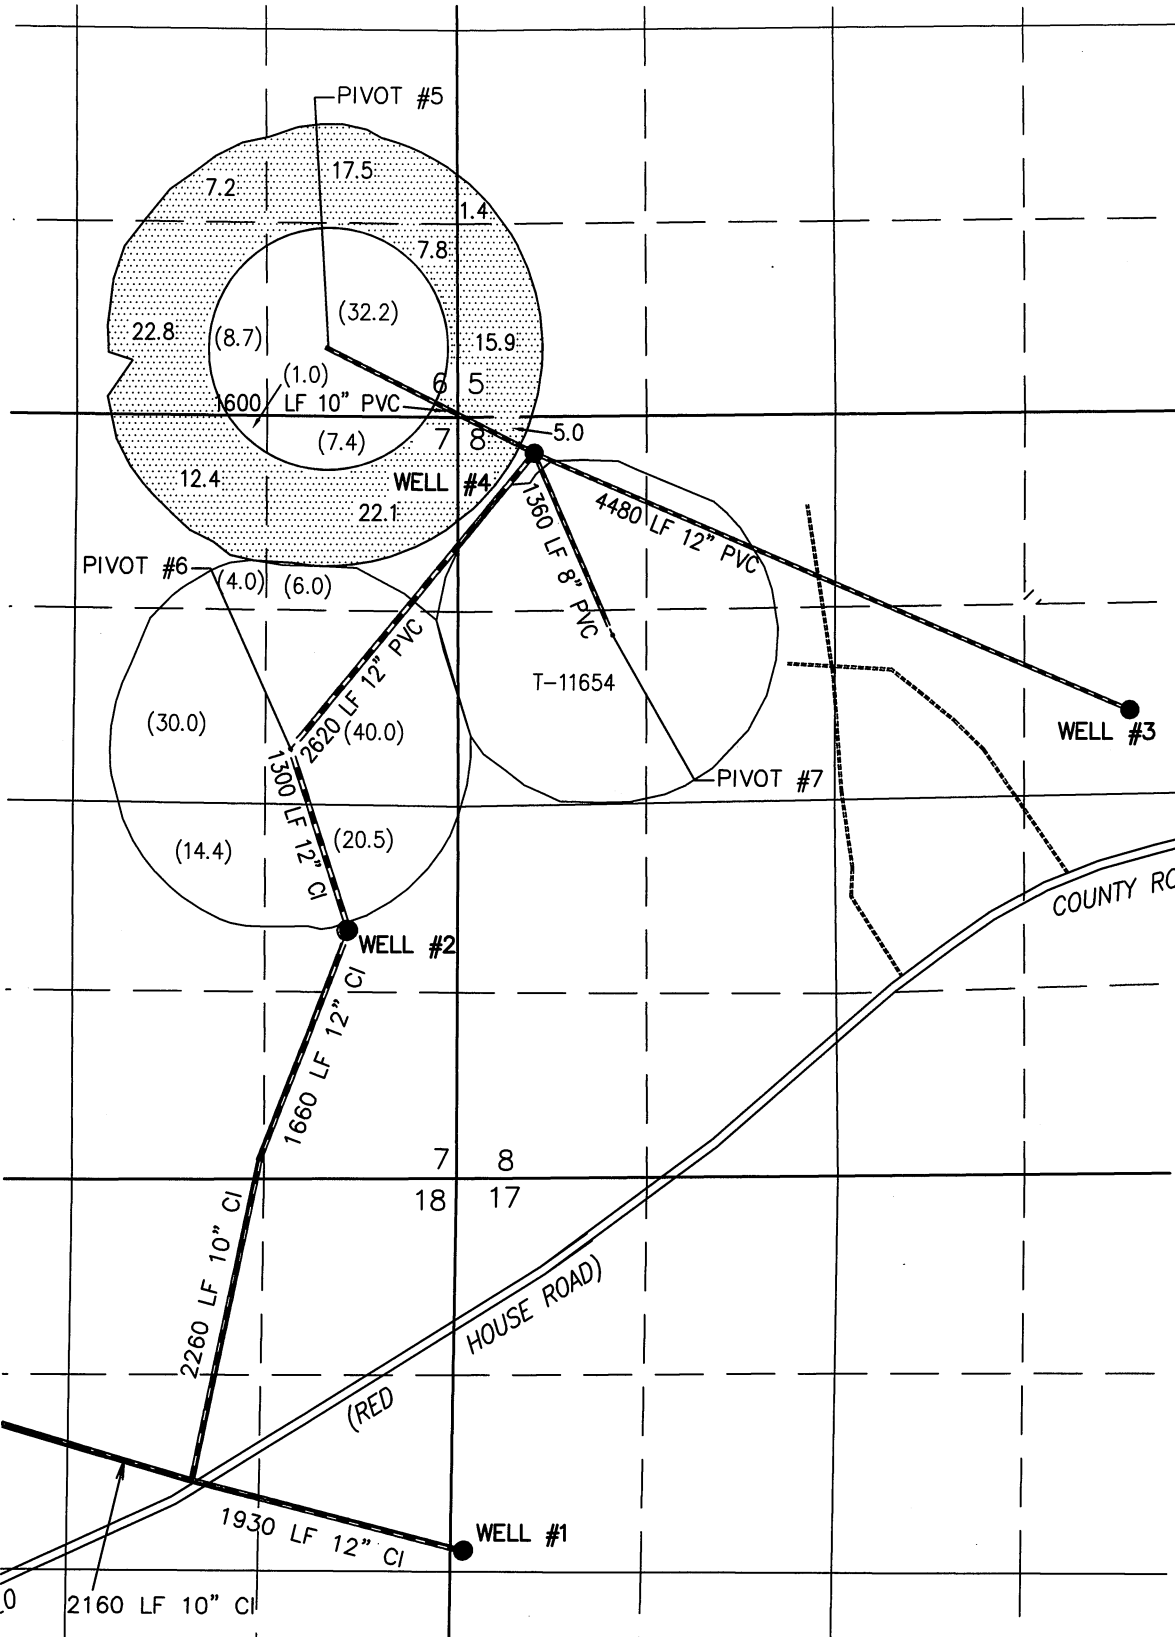 PIVOT #5
17.5
7.2
1.4
7.8
(32.2)
22.8
(8.7)
15.9
(1.0)
6 5
1600 LF 10" PVC
5.0
7 8
(7.4)
12.4
WELL #4
22.1
4480 LF 12" PVC
1360 LF 8" PVC
PIVOT #6
(4.0)
(6.0)
2620 LF 12" PVC
T-11654
(30.0)
(40.0)
WELL #3
PIVOT #7
1300 LF 12" CI
(20.5)
(14.4)
COUNTY RO
WELL #2
1660 LF 12" CI
7 8
18 17
2260 LF 10" CI
HOUSE ROAD)
(RED
WELL #1
1930 LF 12" CI
2160 LF 10" CI